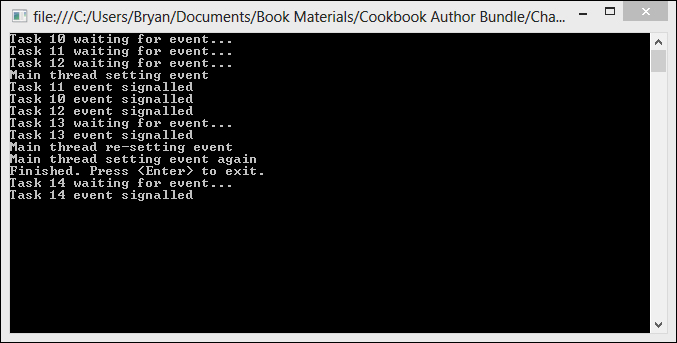 file:///C:/Users/Bryan/Documents/Book Materials/Cookbook Author Bundle/Cha...
Task 10 waiting for event...
Task 11 waiting for event...
Task 12 waiting for event...
Main thread setting event
Task 11 event signalled
Task 10 event signalled
Task 12 event signalled
Task 13 waiting for event...
Task 13 event signalled
Main thread re-setting event
Main thread setting event again
Finished. Press <Enter> to exit.
Task 14 waiting for event...
Task 14 event signalled